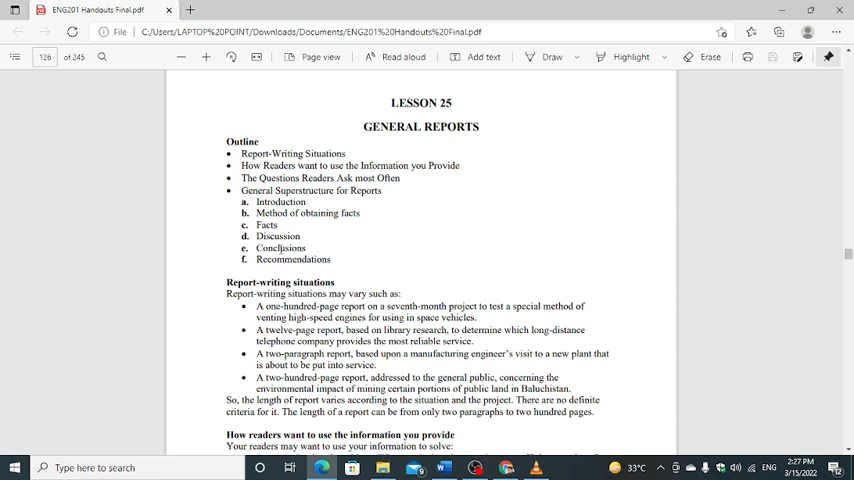 ENG201 Handouts Final.pdf
File
C:/Users/LAPTOP%20POINT/Downloads/Documents/ENG201%20Handouts%20Final.pdf
126 of 245
Page view
Read aloud
Add text
Draw
Highlight
Erase
LESSON 25
GENERAL REPORTS
Outline
• Report-Writing Situations
• How Readers want to use the Information you Provide
• The Questions Readers Ask most Often
• General Superstructure for Reports
a. Introduction
b. Method of obtaining facts
c. Facts
d. Discussion
e. Conclusions
f. Recommendations
Report-writing situations
Report-writing situations may vary such as:
• A one-hundred-page report on a seventh-month project to test a special method of
venting high-speed engines for using in space vehicles.
• A twelve-page report, based on library research, to determine which long-distance
telephone company provides the most reliable service.
• A two-paragraph report, based upon a manufacturing engineer's visit to a new plant that
is about to be put into service.
• A two-hundred-page report, addressed to the general public, concerning the
environmental impact of mining certain portions of public land in Baluchistan.
So, the length of report varies according to the situation and the project. There are no definite
criteria for it. The length of a report can be from only two paragraphs to two hundred pages.
How readers want to use the information you provide
Your readers may want to use your information to solve:
Type here to search
9
33°C
ENG
2:27 PM
3/15/2022
12